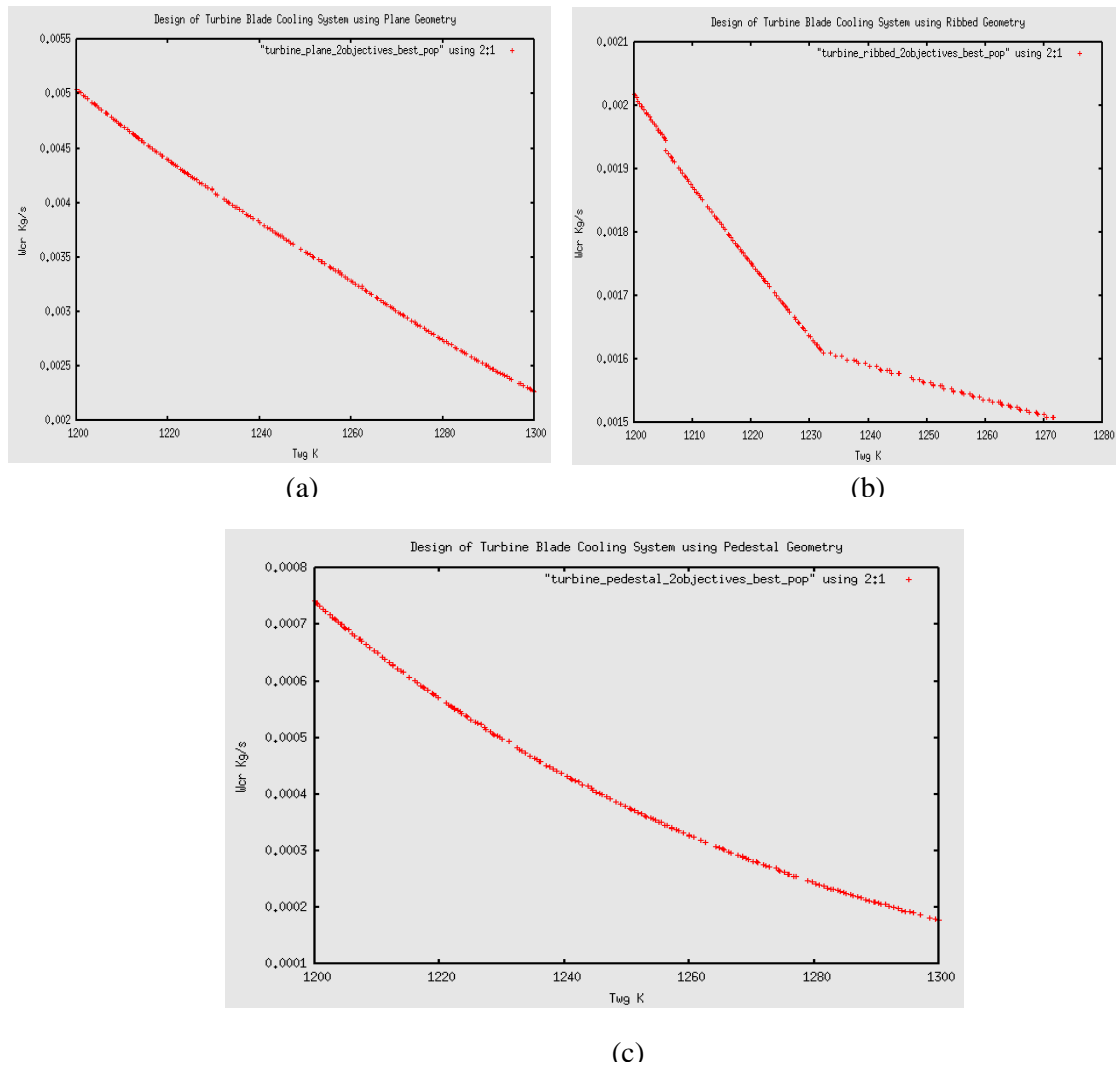 Design of Turbine Blade Cooling System using Plane Geometry
"turbine_plane_2objectives_best_pop" using 2:1
0.0055
0.005
0.0045
0.004
0.0035
0.003
0.0025
0.002
Wcr Kg/s
1200 1220 1240 1260 1280 1300
Twg K
(a)
Design of Turbine Blade Cooling System using Ribbed Geometry
"turbine_ribbed_2objectives_best_pop" using 2:1
0.0021
0.002
0.0019
0.0018
0.0017
0.0016
0.0015
Wcr Kg/s
1200 1210 1220 1230 1240 1250 1260 1270 1280
Twg K
(b)
Design of Turbine Blade Cooling System using Pedestal Geometry
"turbine_pedestal_2objectives_best_pop" using 2:1
0.0008
0.0007
0.0006
0.0005
0.0004
0.0003
0.0002
0.0001
Wcr Kg/s
1200 1220 1240 1260 1280 1300
Twg K
(c)